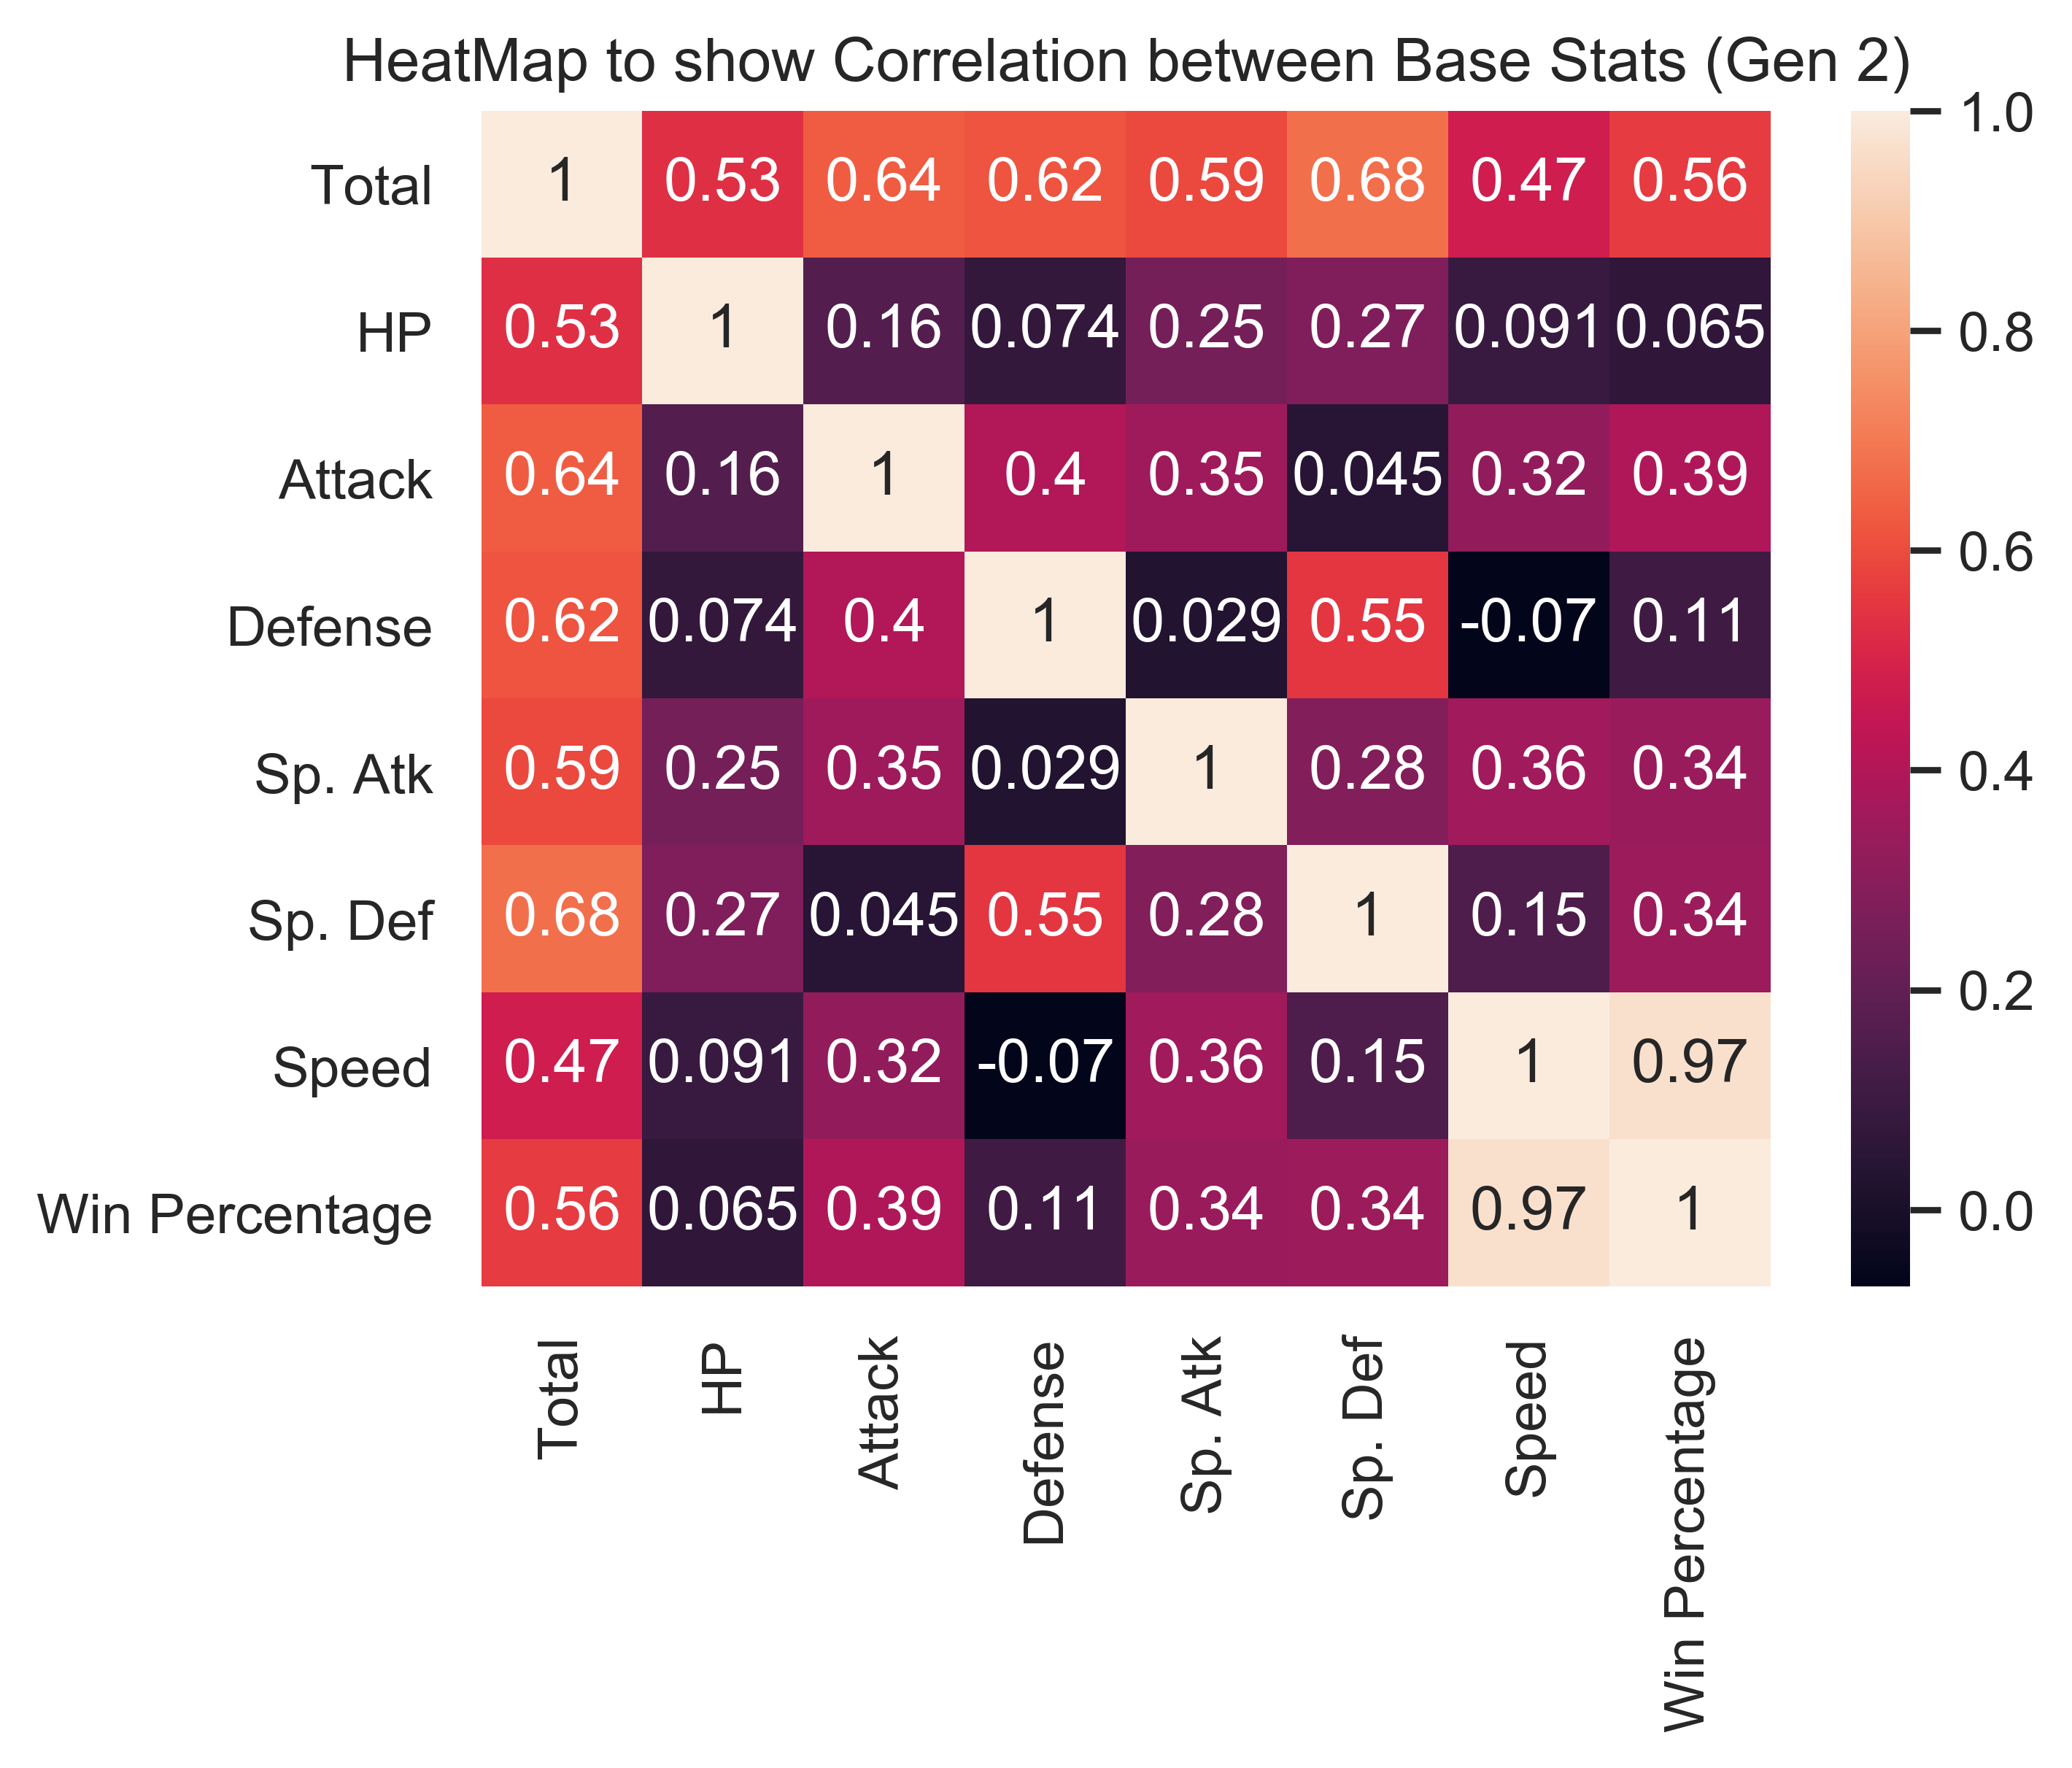 HeatMap to show Correlation between Base Stats (Gen 2)
Total 1 0.53 0.64 0.62 0.59 0.68 0.47 0.56
HP 0.53 1 0.16 0.074 0.25 0.27 0.091 0.065
Attack 0.64 0.16 1 0.4 0.35 0.045 0.32 0.39
Defense 0.62 0.074 0.4 1 0.029 0.55 -0.07 0.11
Sp. Atk 0.59 0.25 0.35 0.029 1 0.28 0.36 0.34
Sp. Def 0.68 0.27 0.045 0.55 0.28 1 0.15 0.34
Speed 0.47 0.091 0.32 -0.07 0.36 0.15 1 0.97
Win Percentage 0.56 0.065 0.39 0.11 0.34 0.34 0.97 1
Total
HP
Attack
Defense
Sp. Atk
Sp. Def
Speed
Win Percentage
1.0
0.8
0.6
0.4
0.2
0.0